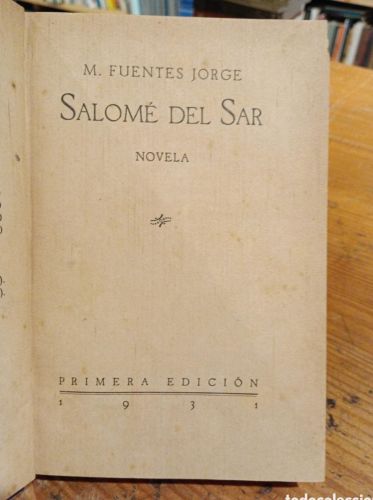 M. FUENTES JORGE
SALOMÉ DEL SAR
NOVELA
PRIMERA EDICIÓN
1 9 3 1